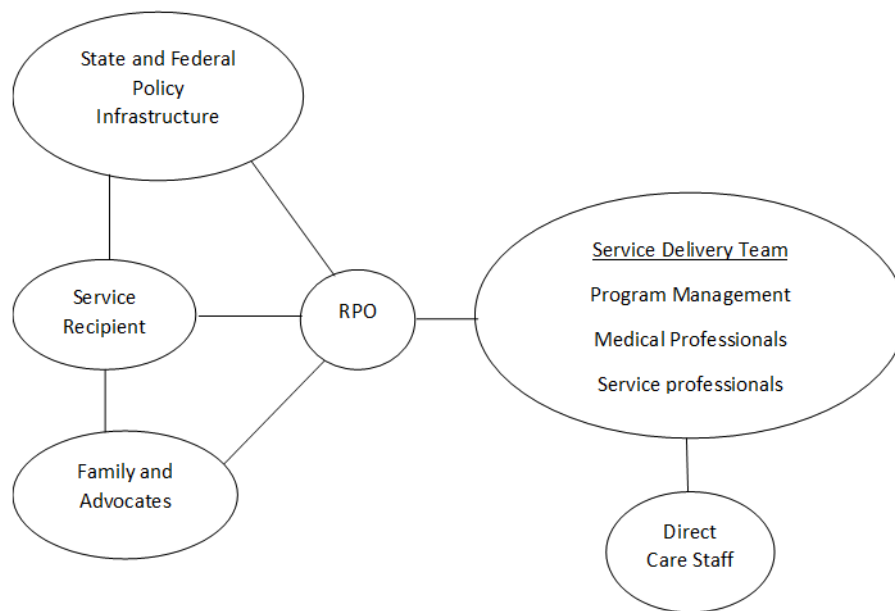 State and Federal
Policy
Infrastructure
Service
Recipient
RPO
Family and
Advocates
Service Delivery Team
Program Management
Medical Professionals
Service professionals
Direct
Care Staff